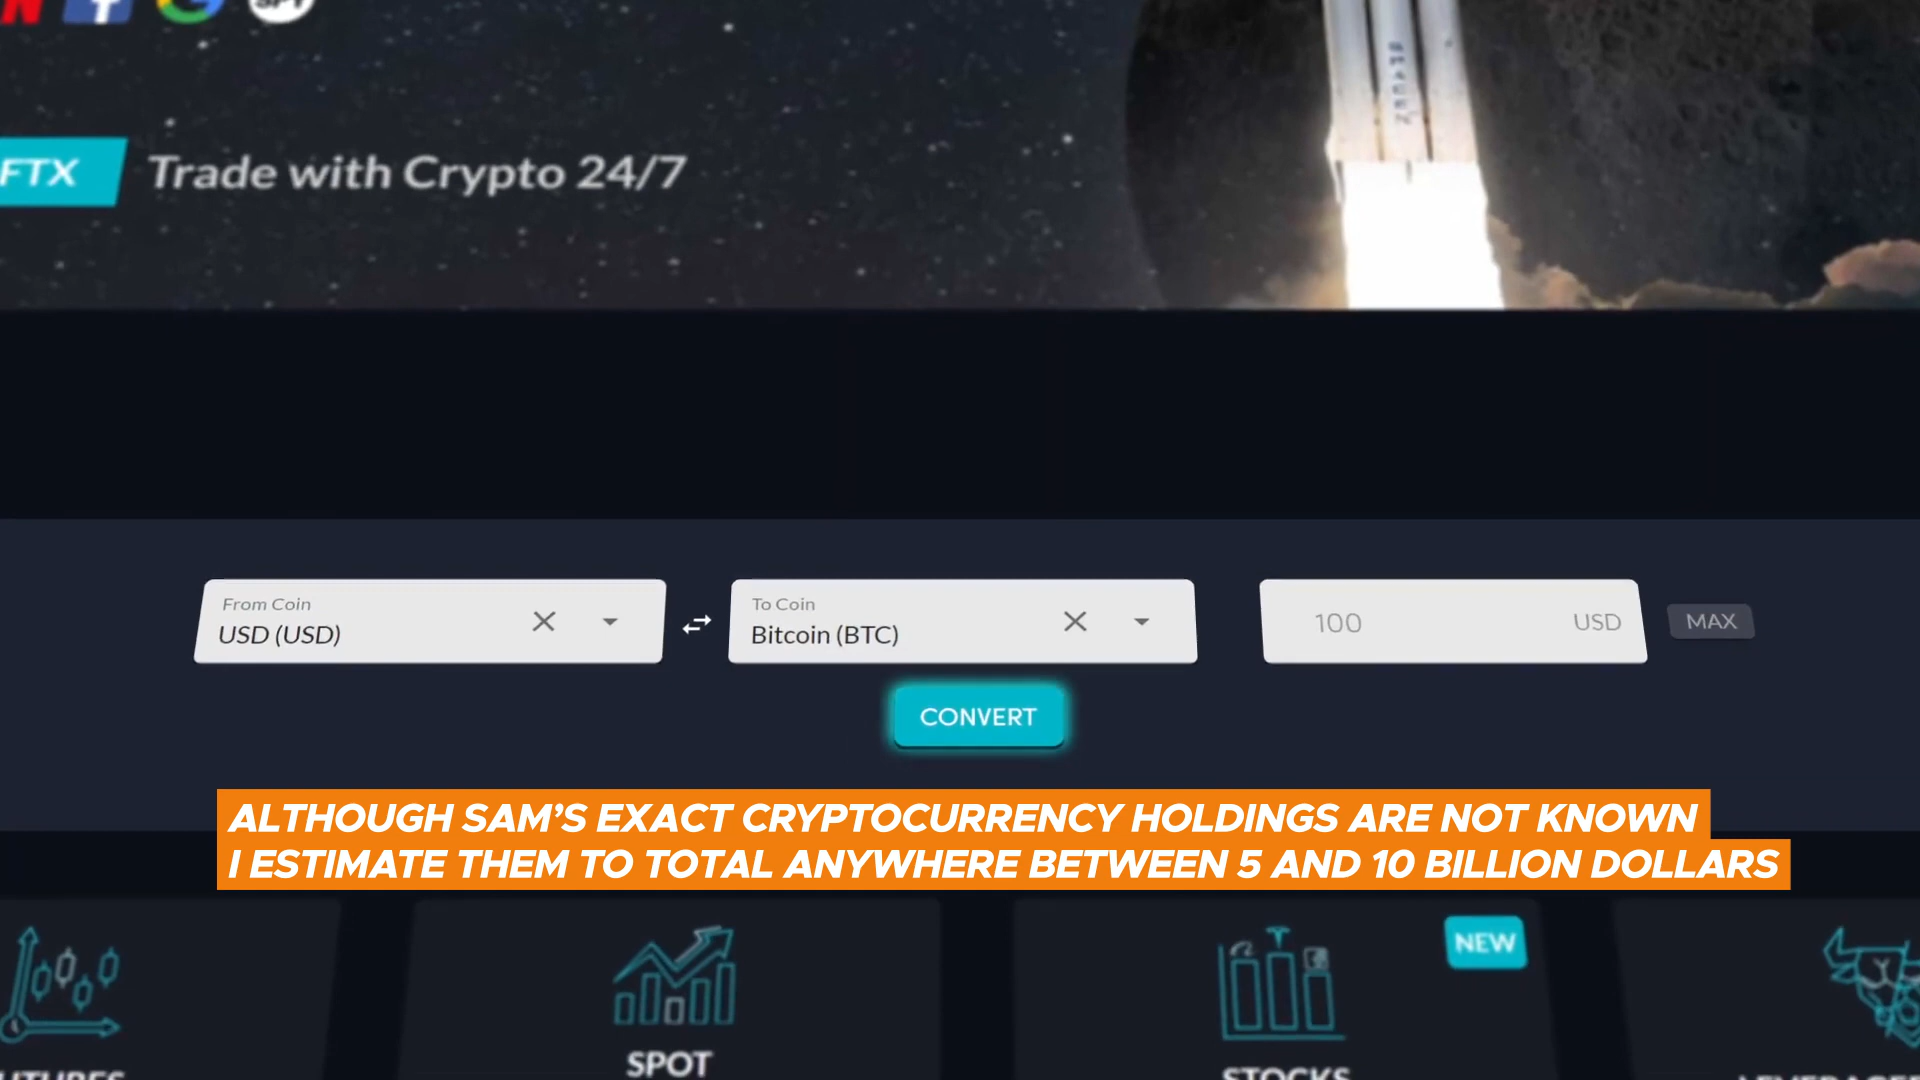 FTX Trade with Crypto 24/7
From Coin
USD (USD)
To Coin
Bitcoin (BTC)
100 USD
MAX
CONVERT
ALTHOUGH SAM'S EXACT CRYPTOCURRENCY HOLDINGS ARE NOT KNOWN
I ESTIMATE THEM TO TOTAL ANYWHERE BETWEEN 5 AND 10 BILLION DOLLARS
NEW
SPOT
STOCKS